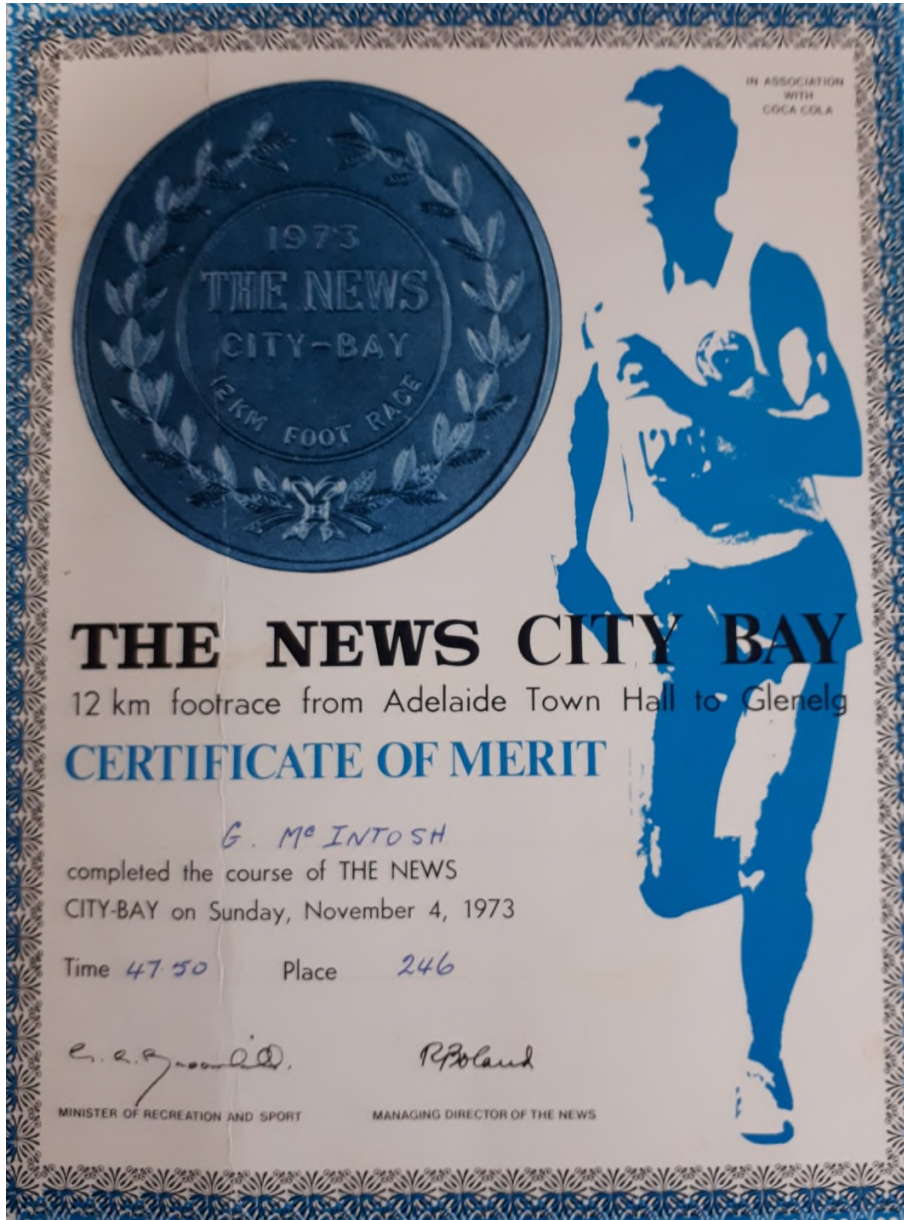 IN ASSOCIATION
WITH
COCA COLA
1973
THE NEWS
CITY-BAY
12 KM FOOT RACE
THE NEWS CITY BAY
12 km footrace from Adelaide Town Hall to Glenelg
CERTIFICATE OF MERIT
G. Mc INTOSH
completed the course of THE NEWS
CITY-BAY on Sunday, November 4, 1973
Time 47.50 Place 246
RBoland
MINISTER OF RECREATION AND SPORT MANAGING DIRECTOR OF THE NEWS